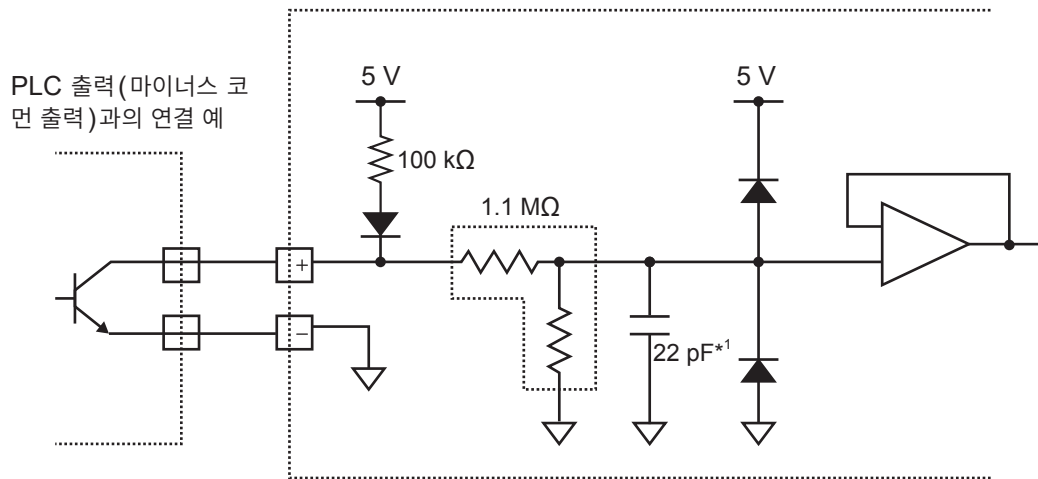 PLC 출력(마이너스 코
먼 출력)과의 연결 예
5 V
5 V
100 kΩ
1.1 MΩ
+
−
22 pF*¹